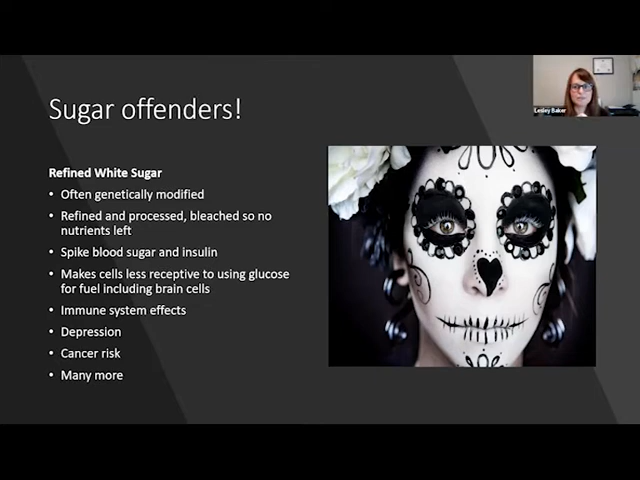 Sugar offenders!
Lesley Baker
Refined White Sugar
• Often genetically modified
• Refined and processed, bleached so no
nutrients left
• Spike blood sugar and insulin
• Makes cells less receptive to using glucose
for fuel including brain cells
• Immune system effects
• Depression
• Cancer risk
• Many more